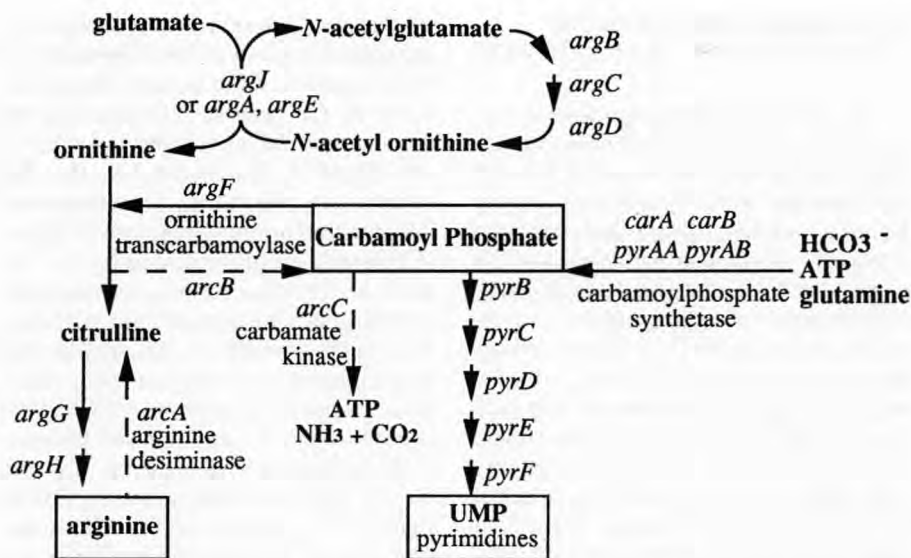 glutamate
N-acetylglutamate
argB
argJ
argC
or argA, argE
argD
ornithine
N-acetyl ornithine
argF
ornithine
transcarbamoylase
Carbamoyl Phosphate
carA carB
pyrAA pyrAB
HCO3 -
ATP
glutamine
carbamoylphosphate
synthetase
arcB
arcC
carbamate
kinase
pyrB
pyrC
citrulline
pyrD
ATP
NH3 + CO2
argG
arcA
arginine
desiminase
pyrE
argH
pyrF
arginine
UMP
pyrimidines